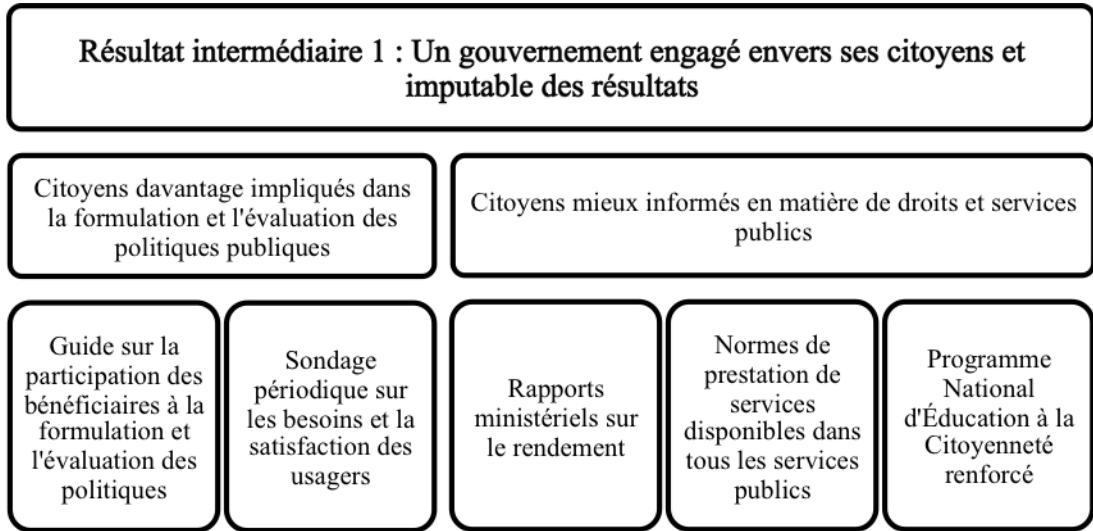 Résultat intermédiaire 1 : Un gouvernement engagé envers ses citoyens et
imputable des résultats
Citoyens davantage impliqués dans
la formulation et l'évaluation des
politiques publiques
Citoyens mieux informés en matière de droits et services
publics
Guide sur la
participation des
bénéficiaires à la
formulation et
l'évaluation des
politiques
Sondage
périodique sur
les besoins et la
satisfaction des
usagers
Rapports
ministériels sur
le rendement
Normes de
prestation de
services
disponibles dans
tous les services
publics
Programme
National
d'Éducation à la
Citoyenneté
renforcé